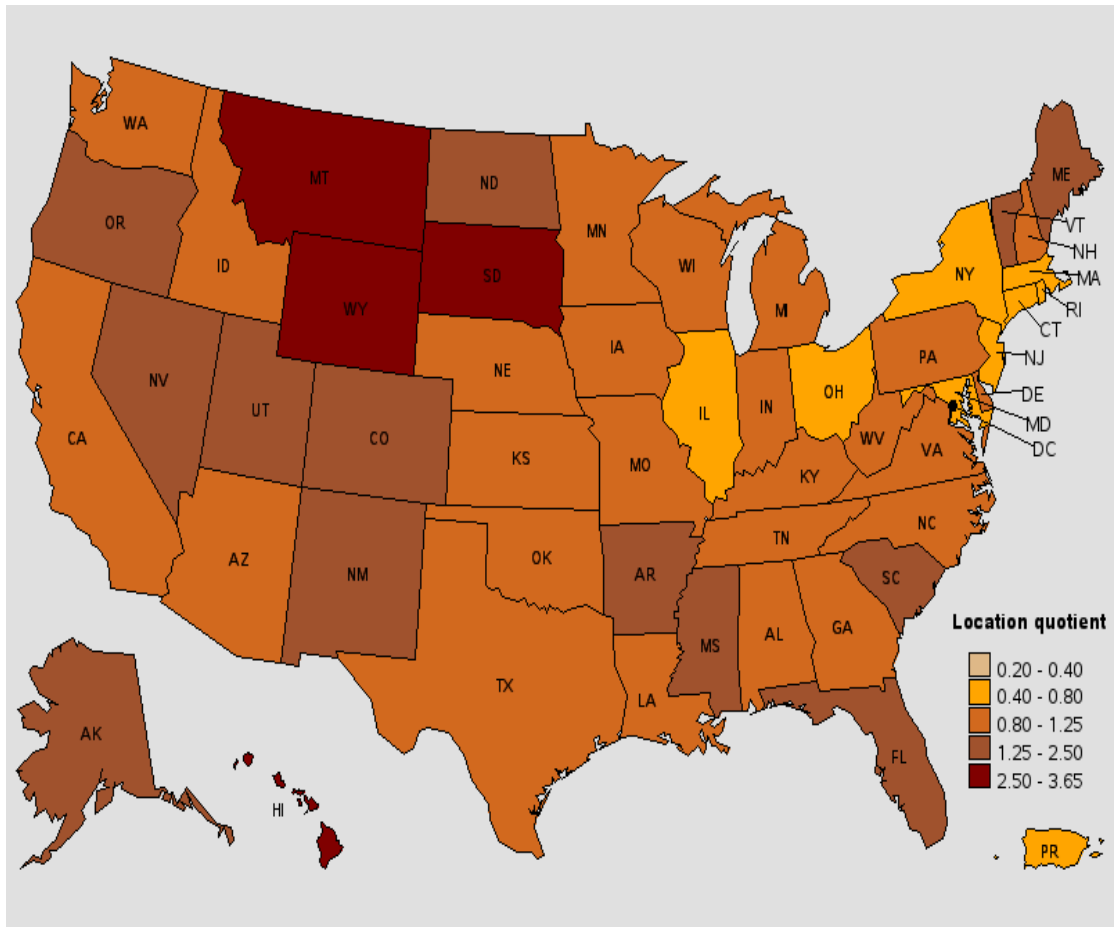 WA
MT
ND
ME
OR
MN
VT
ID
WI
NH
SD
NY
MA
WY
MI
RI
CT
IA
PA
NJ
NE
NV
OH
DE
UT
IL
IN
MD
CO
WV
DC
CA
KS
MO
VA
KY
NC
TN
AZ
OK
NM
AR
SC
GA
AL
MS
Location quotient
TX
LA
0.20 - 0.40
0.40 - 0.80
AK
0.80 - 1.25
FL
1.25 - 2.50
2.50 - 3.65
HI
PR